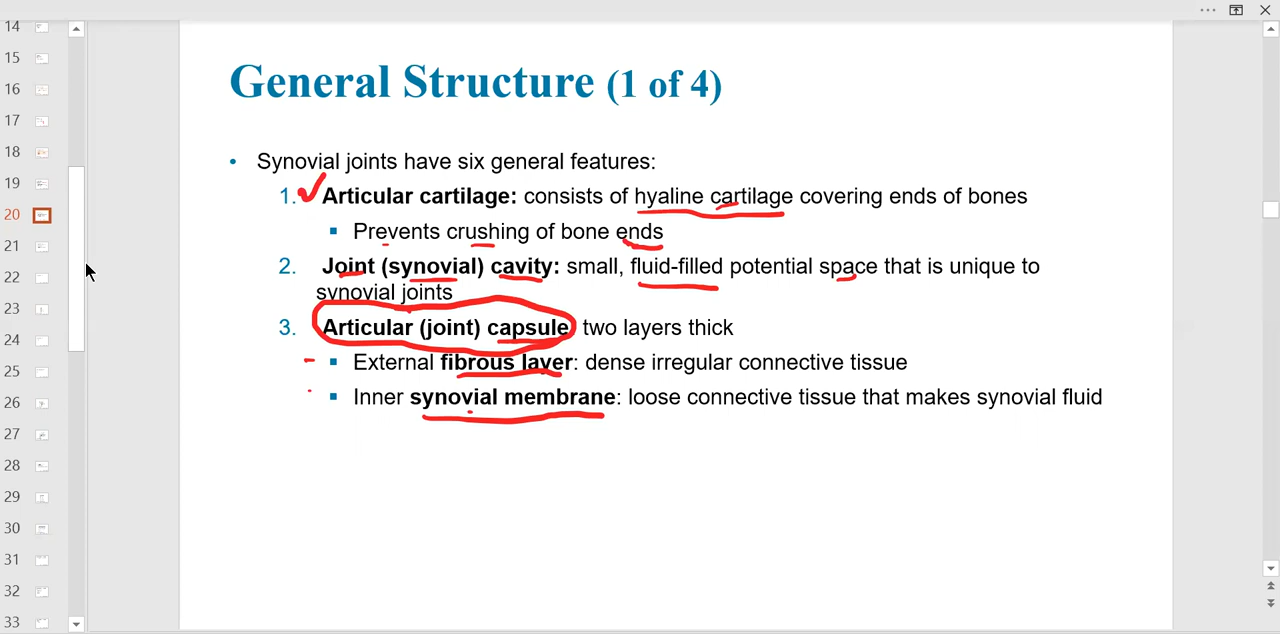 14
15
16
17
18
19
20
21
22
23
24
25
26
27
28
29
30
31
32
33
General Structure (1 of 4)
• Synovial joints have six general features:
1. Articular cartilage: consists of hyaline cartilage covering ends of bones
▪ Prevents crushing of bone ends
2. Joint (synovial) cavity: small, fluid-filled potential space that is unique to
synovial joints
3. Articular (joint) capsule two layers thick
▪ External fibrous layer: dense irregular connective tissue
▪ Inner synovial membrane: loose connective tissue that makes synovial fluid